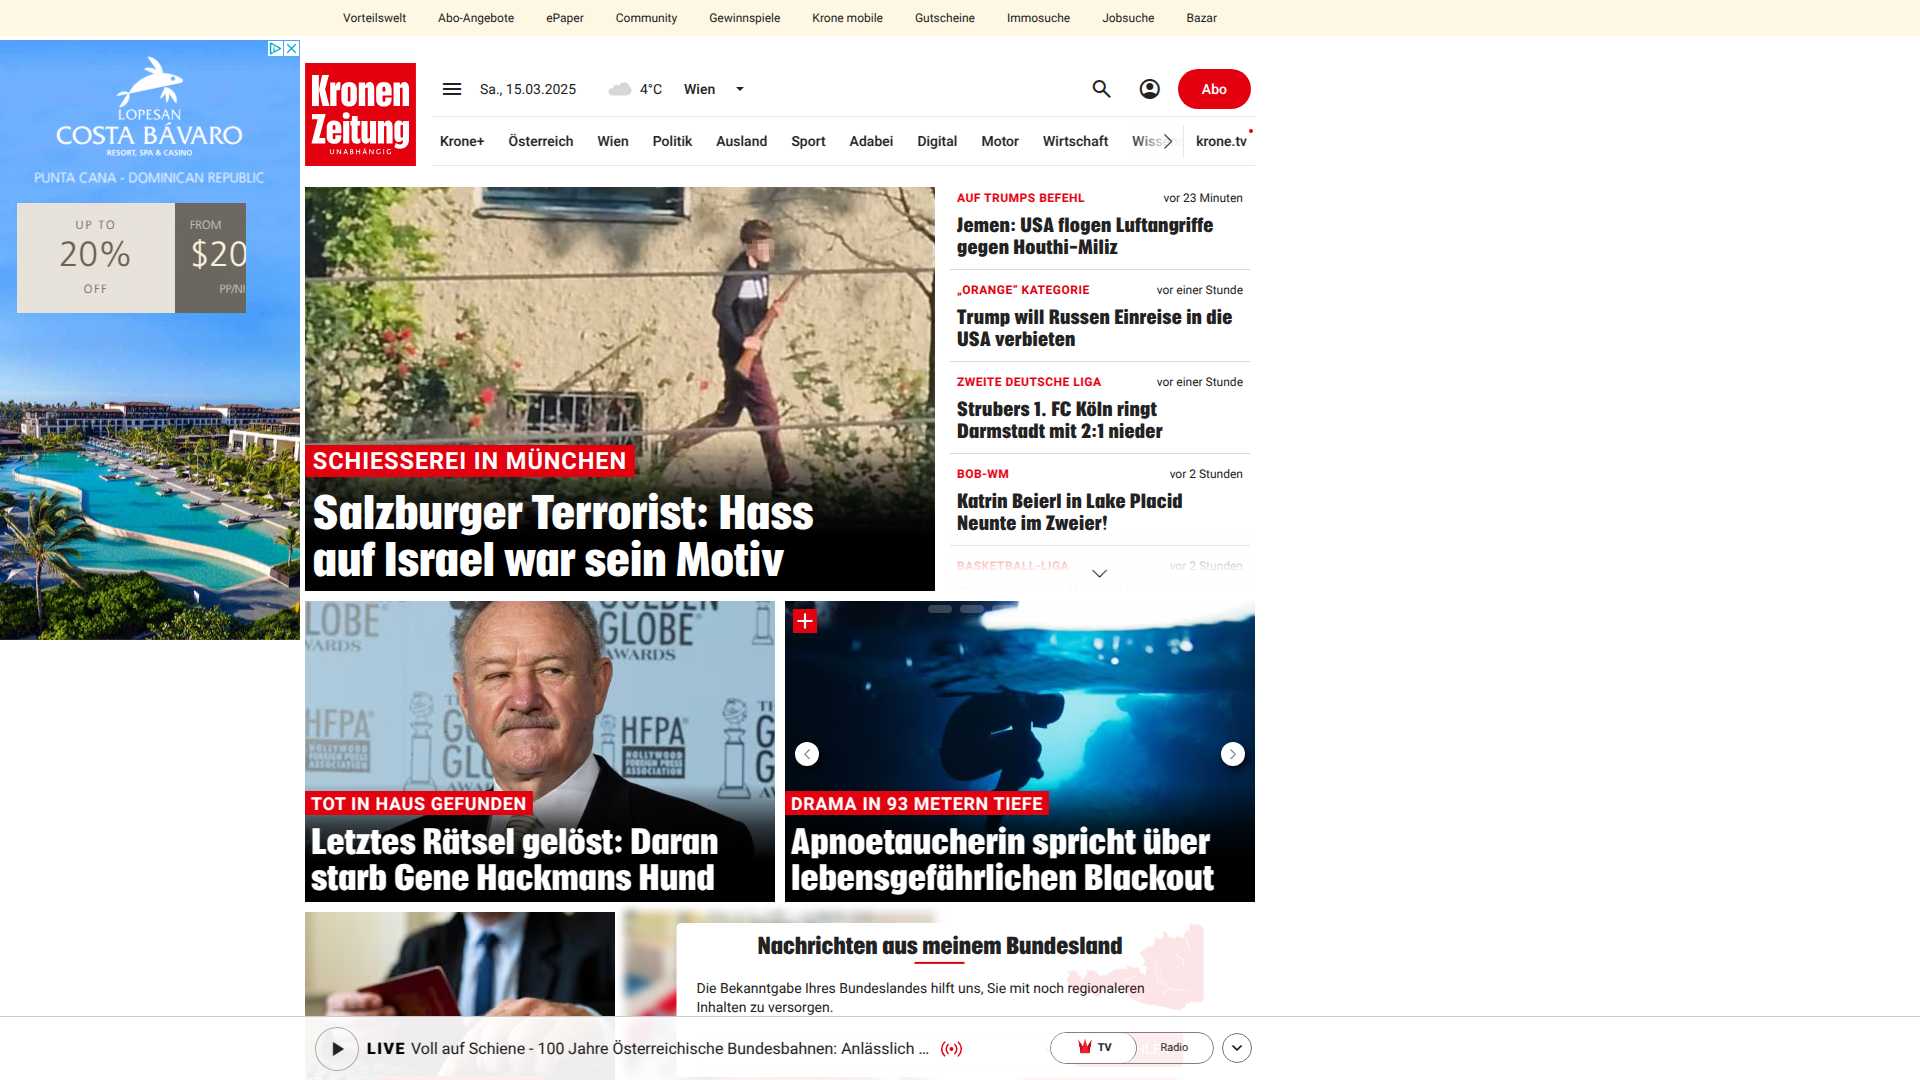 Vorteilswelt Abo-Angebote ePaper Community Gewinnspiele Krone mobile Gutscheine Immosuche Jobsuche Bazar
LOPESAN
COSTA BÁVARO
RESORT, SPA & CASINO
PUNTA CANA - DOMINICAN REPUBLIC
UP TO
20%
OFF
FROM
$20
PP/NI
Kronen
Zeitung
UNABHÄNGIG
Sa., 15.03.2025 4°C Wien
Abo
Krone+ Österreich Wien Politik Ausland Sport Adabei Digital Motor Wirtschaft Wiss krone.tv
SCHIESSEREI IN MÜNCHEN
Salzburger Terrorist: Hass
auf Israel war sein Motiv
AUF TRUMPS BEFEHL vor 23 Minuten
Jemen: USA flogen Luftangriffe
gegen Houthi-Miliz
„ORANGE“ KATEGORIE vor einer Stunde
Trump will Russen Einreise in die
USA verbieten
ZWEITE DEUTSCHE LIGA vor einer Stunde
Strubers 1. FC Köln ringt
Darmstadt mit 2:1 nieder
BOB-WM vor 2 Stunden
Katrin Beierl in Lake Placid
Neunte im Zweier!
BASKETBALL-LIGA vor 2 Stunden
GOLDEN
GLOBE
AWARDS
HFPA
HOLLYWOOD
FOREIGN PRESS
ASSOCIATION
TOT IN HAUS GEFUNDEN
Letztes Rätsel gelöst: Daran
starb Gene Hackmans Hund
DRAMA IN 93 METERN TIEFE
Apnoetaucherin spricht über
lebensgefährlichen Blackout
Nachrichten aus meinem Bundesland
Die Bekanntgabe Ihres Bundeslandes hilft uns, Sie mit noch regionaleren
Inhalten zu versorgen.
LIVE Voll auf Schiene - 100 Jahre Österreichische Bundesbahnen: Anlässlich ...
TV Radio